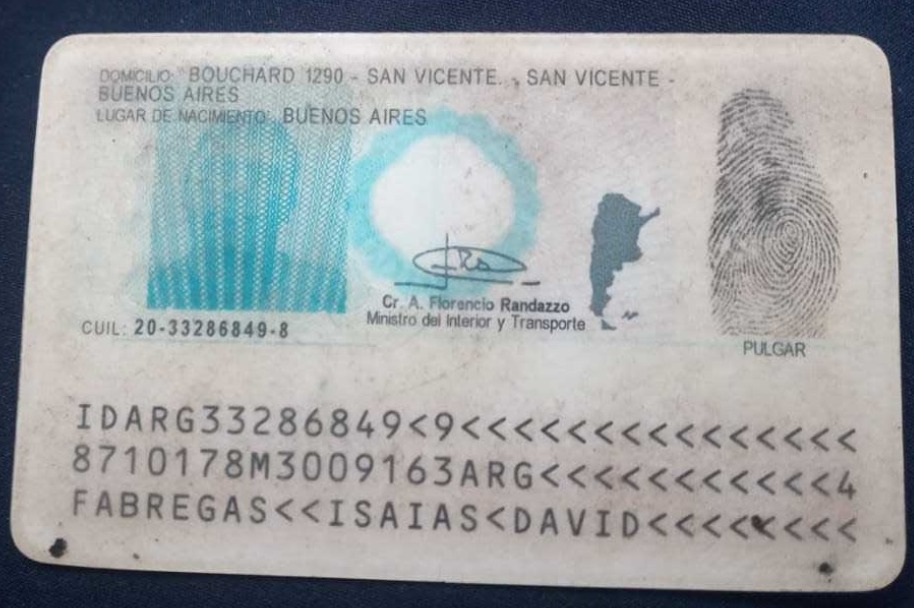 DOMICILIO: BOUCHARD 1290 - SAN VICENTE. , SAN VICENTE -
BUENOS AIRES
LUGAR DE NACIMIENTO: BUENOS AIRES
Cr. A. Florencio Randazzo
Ministro del Interior y Transporte
CUIL: 20-33286849-8
PULGAR
IDARG33286849<9<<<<<<<<<<<<<<<
8710178M3009163ARG<<<<<<<<<<<4
FABREGAS<<ISAIAS<DAVID<<<<<<<<